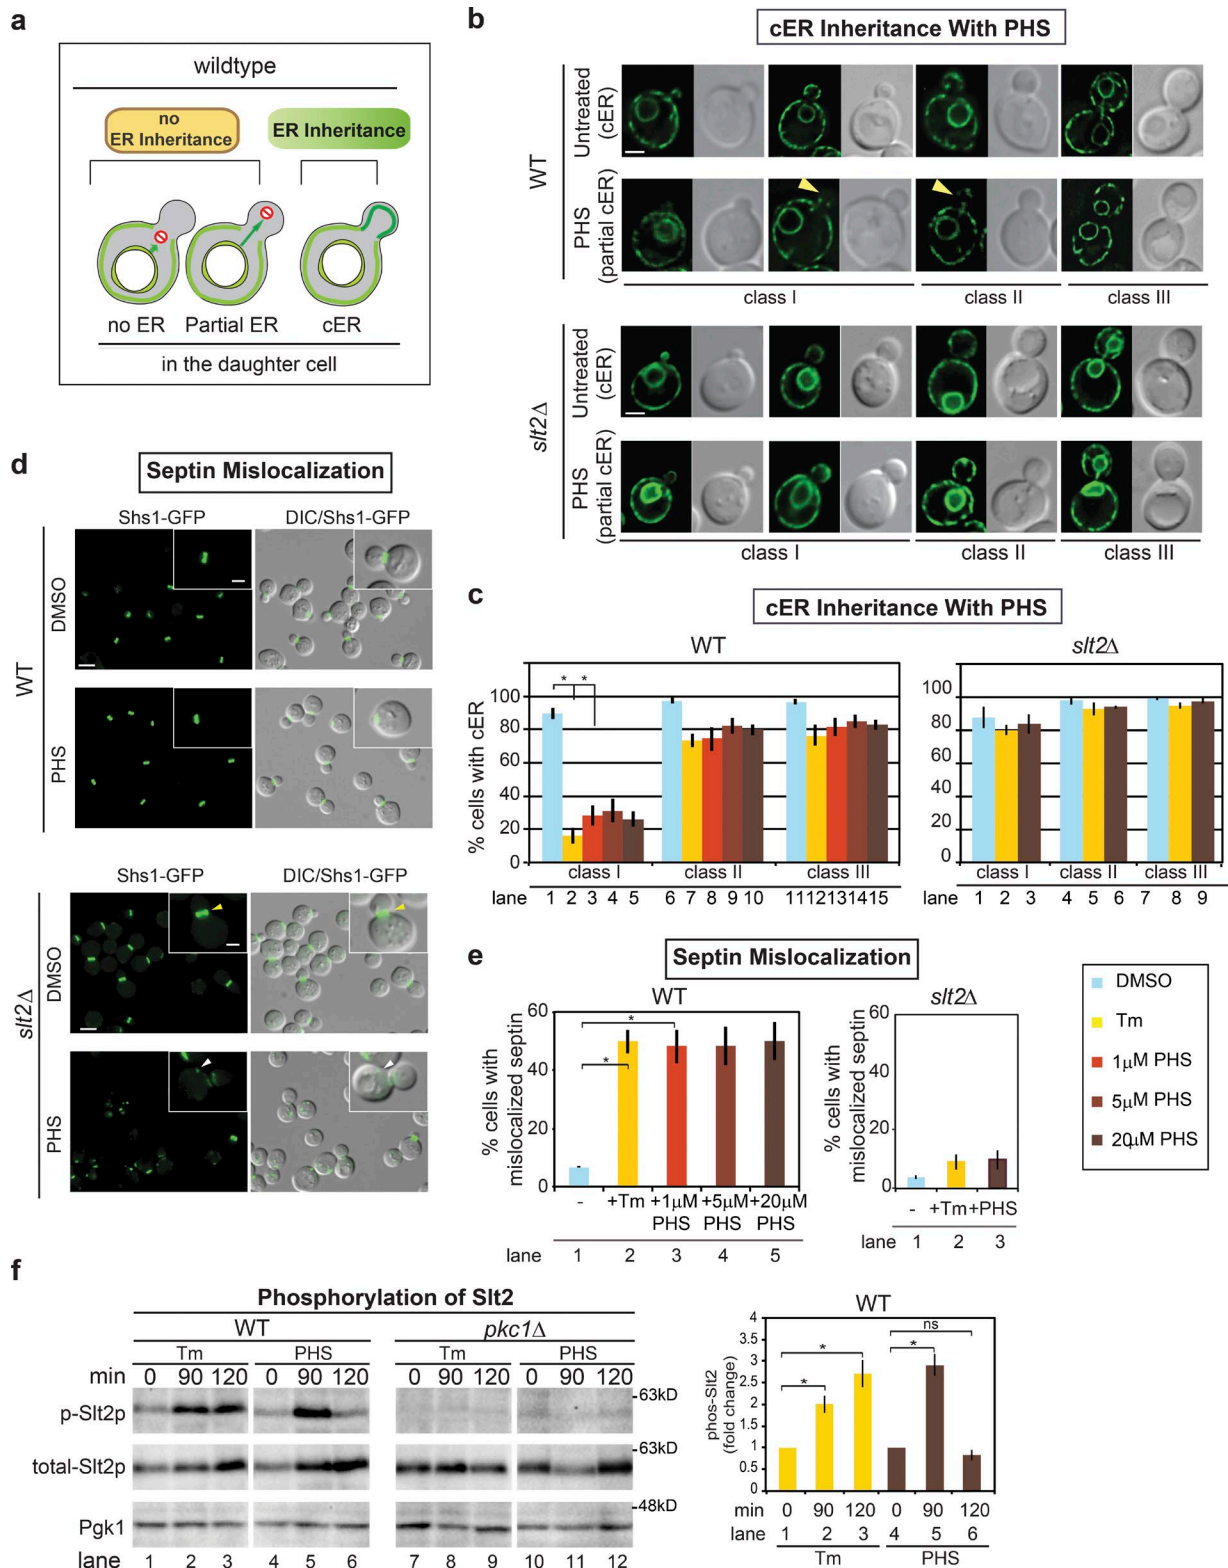 a
wildtype
no
ER Inheritance
ER Inheritance
no ER
Partial ER
cER
in the daughter cell
b
cER Inheritance With PHS
WT
Untreated
(cER)
PHS
(partial cER)
class I
class II
class III
slt2Δ
Untreated
(cER)
PHS
(partial cER)
class I
class II
class III
c
cER Inheritance With PHS
WT
% cells with cER
100
80
60
40
20
0
* *
class I
class II
class III
lane 1 2 3 4 5 6 7 8 9 10 11 12 13 14 15
slt2Δ
100
80
60
40
20
0
class I
class II
class III
lane 1 2 3 4 5 6 7 8 9
d
Septin Mislocalization
Shs1-GFP
DIC/Shs1-GFP
WT
DMSO
PHS
Shs1-GFP
DIC/Shs1-GFP
slt2Δ
DMSO
PHS
e
Septin Mislocalization
WT
% cells with
mislocalized septin
60
40
20
0
*
*
- +Tm +1µM +5µM +20µM
PHS PHS PHS
lane 1 2 3 4 5
slt2Δ
% cells with
mislocalized septin
60
40
20
0
- +Tm +PHS
lane 1 2 3
DMSO
Tm
1µM PHS
5µM PHS
20µM PHS
f
Phosphorylation of Slt2
WT
pkc1Δ
Tm PHS Tm PHS
min 0 90 120 0 90 120 0 90 120 0 90 120
p-Slt2p
63kD
total-Slt2p
63kD
Pgk1
48kD
lane 1 2 3 4 5 6 7 8 9 10 11 12
WT
phos-Slt2
(fold change)
4
3.5
3
2.5
2
1.5
1
0.5
0
ns
*
*
*
min 0 90 120 0 90 120
lane 1 2 3 4 5 6
Tm PHS